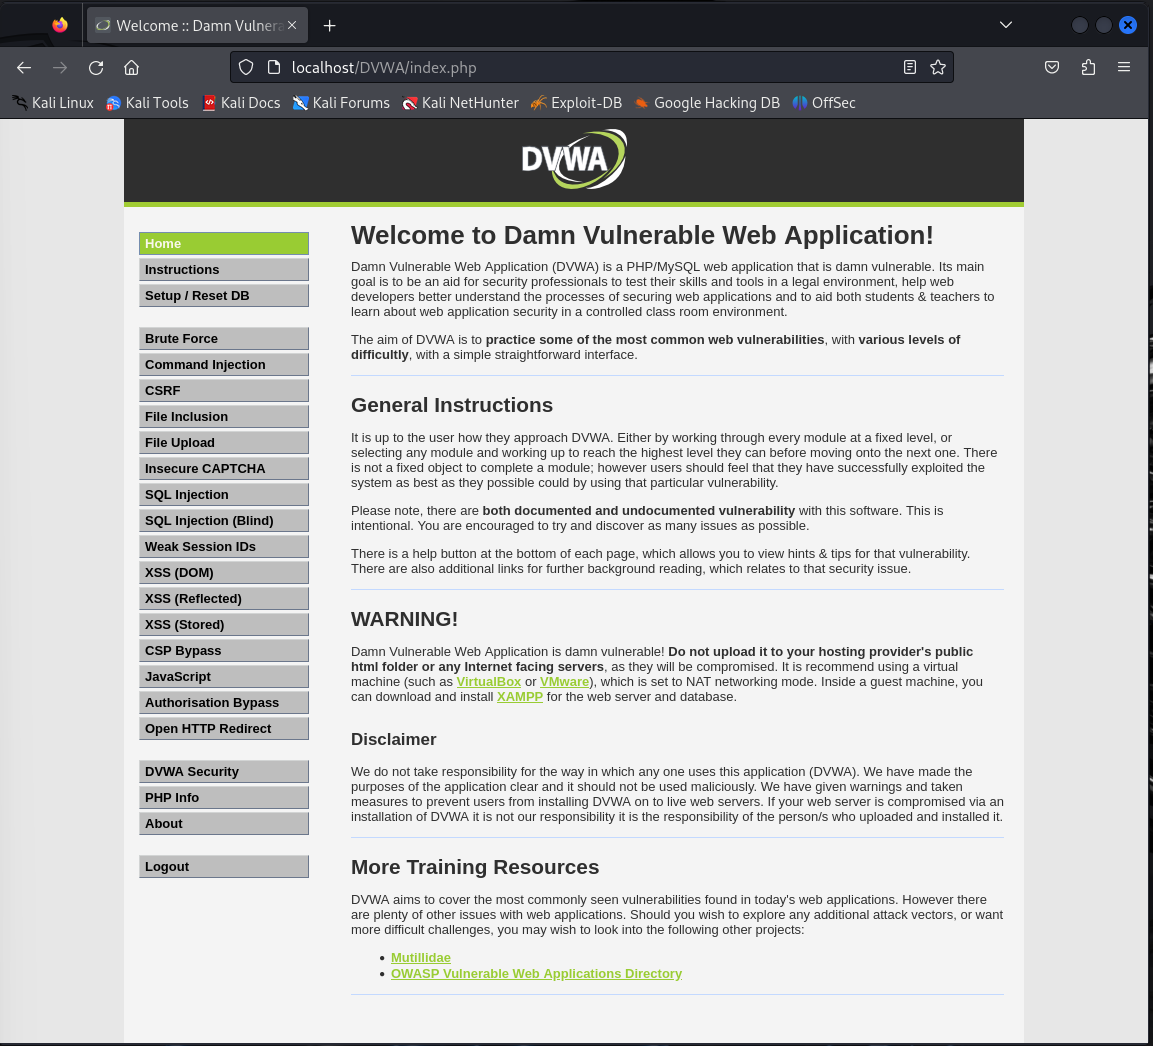 Welcome :: Damn Vulnera
localhost/DVWA/index.php
Kali Linux Kali Tools Kali Docs Kali Forums Kali NetHunter Exploit-DB Google Hacking DB OffSec
DVWA
Home
Instructions
Setup / Reset DB
Brute Force
Command Injection
CSRF
File Inclusion
File Upload
Insecure CAPTCHA
SQL Injection
SQL Injection (Blind)
Weak Session IDs
XSS (DOM)
XSS (Reflected)
XSS (Stored)
CSP Bypass
JavaScript
Authorisation Bypass
Open HTTP Redirect
DVWA Security
PHP Info
About
Logout
Welcome to Damn Vulnerable Web Application!
Damn Vulnerable Web Application (DVWA) is a PHP/MySQL web application that is damn vulnerable. Its main
goal is to be an aid for security professionals to test their skills and tools in a legal environment, help web
developers better understand the processes of securing web applications and to aid both students & teachers to
learn about web application security in a controlled class room environment.
The aim of DVWA is to practice some of the most common web vulnerabilities, with various levels of
difficultly, with a simple straightforward interface.
General Instructions
It is up to the user how they approach DVWA. Either by working through every module at a fixed level, or
selecting any module and working up to reach the highest level they can before moving onto the next one. There
is not a fixed object to complete a module; however users should feel that they have successfully exploited the
system as best as they possible could by using that particular vulnerability.
Please note, there are both documented and undocumented vulnerability with this software. This is
intentional. You are encouraged to try and discover as many issues as possible.
There is a help button at the bottom of each page, which allows you to view hints & tips for that vulnerability.
There are also additional links for further background reading, which relates to that security issue.
WARNING!
Damn Vulnerable Web Application is damn vulnerable! Do not upload it to your hosting provider's public
html folder or any Internet facing servers, as they will be compromised. It is recommend using a virtual
machine (such as VirtualBox or VMware), which is set to NAT networking mode. Inside a guest machine, you
can download and install XAMPP for the web server and database.
Disclaimer
We do not take responsibility for the way in which any one uses this application (DVWA). We have made the
purposes of the application clear and it should not be used maliciously. We have given warnings and taken
measures to prevent users from installing DVWA on to live web servers. If your web server is compromised via an
installation of DVWA it is not our responsibility it is the responsibility of the person/s who uploaded and installed it.
More Training Resources
DVWA aims to cover the most commonly seen vulnerabilities found in today's web applications. However there
are plenty of other issues with web applications. Should you wish to explore any additional attack vectors, or want
more difficult challenges, you may wish to look into the following other projects:
• Mutillidae
• OWASP Vulnerable Web Applications Directory